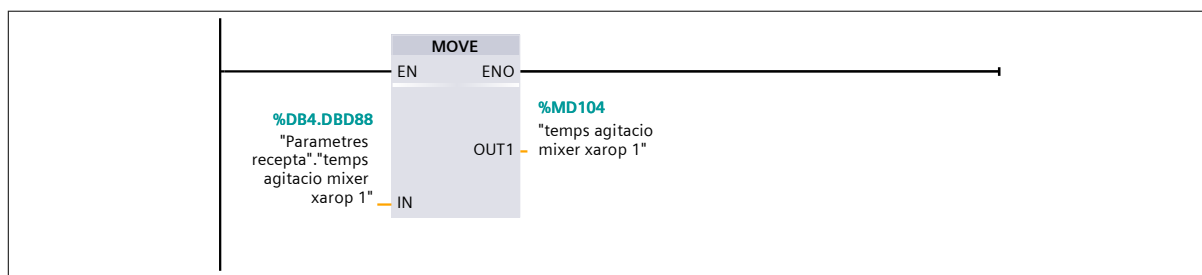 MOVE
EN ENO
%DB4.DBD88
"Parametres
recepta"."temps
agitacio mixer
xarop 1"
IN
%MD104
"temps agitacio
mixer xarop 1"
OUT1